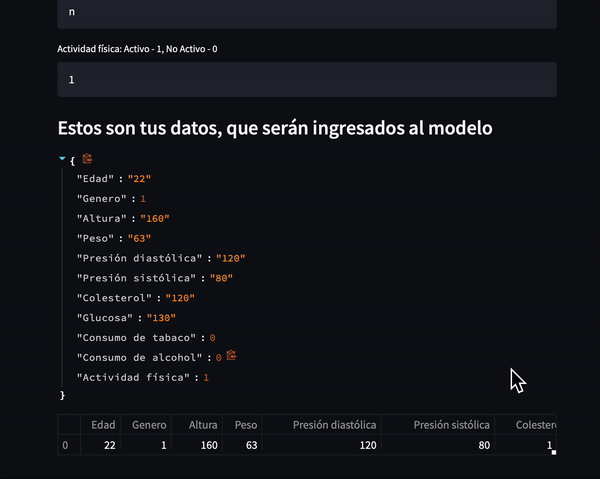 n
Actividad física: Activo - 1, No Activo - 0
1
Estos son tus datos, que serán ingresados al modelo
{
"Edad" : "22"
"Genero" : 1
"Altura" : "160"
"Peso" : "63"
"Presión diastólica" : "120"
"Presión sistólica" : "80"
"Colesterol" : "120"
"Glucosa" : "130"
"Consumo de tabaco" : 0
"Consumo de alcohol" : 0
"Actividad física" : 1
}
Edad Genero Altura Peso Presión diastólica Presión sistólica Colester
0 22 1 160 63 120 80 1